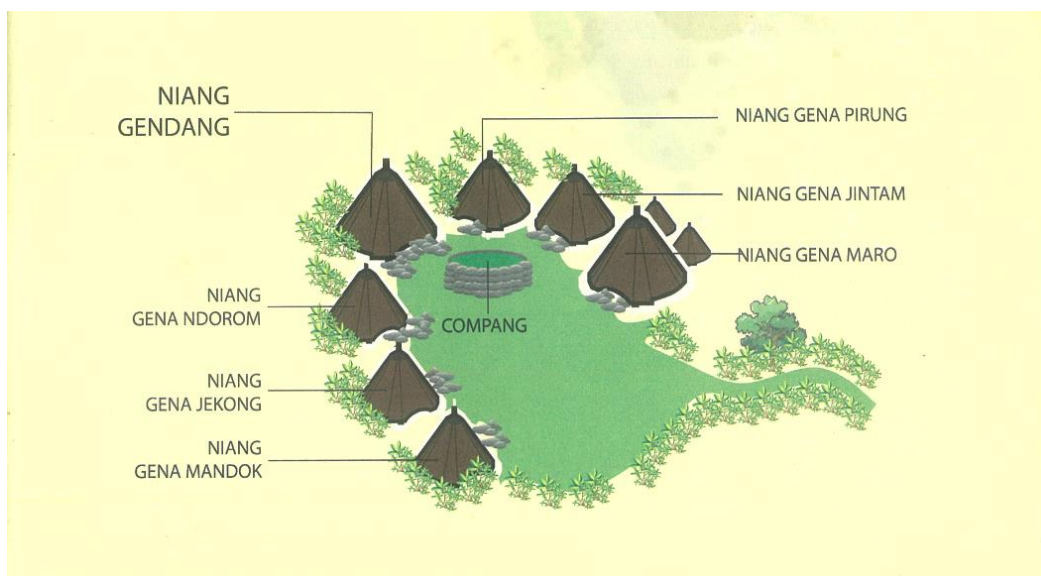 NIANG
GENDANG
NIANG GENA PIRUNG
NIANG GENA JINTAM
NIANG GENA MARO
NIANG
GENA NDOROM
COMPANG
NIANG
GENA JEKONG
NIANG
GENA MANDOK